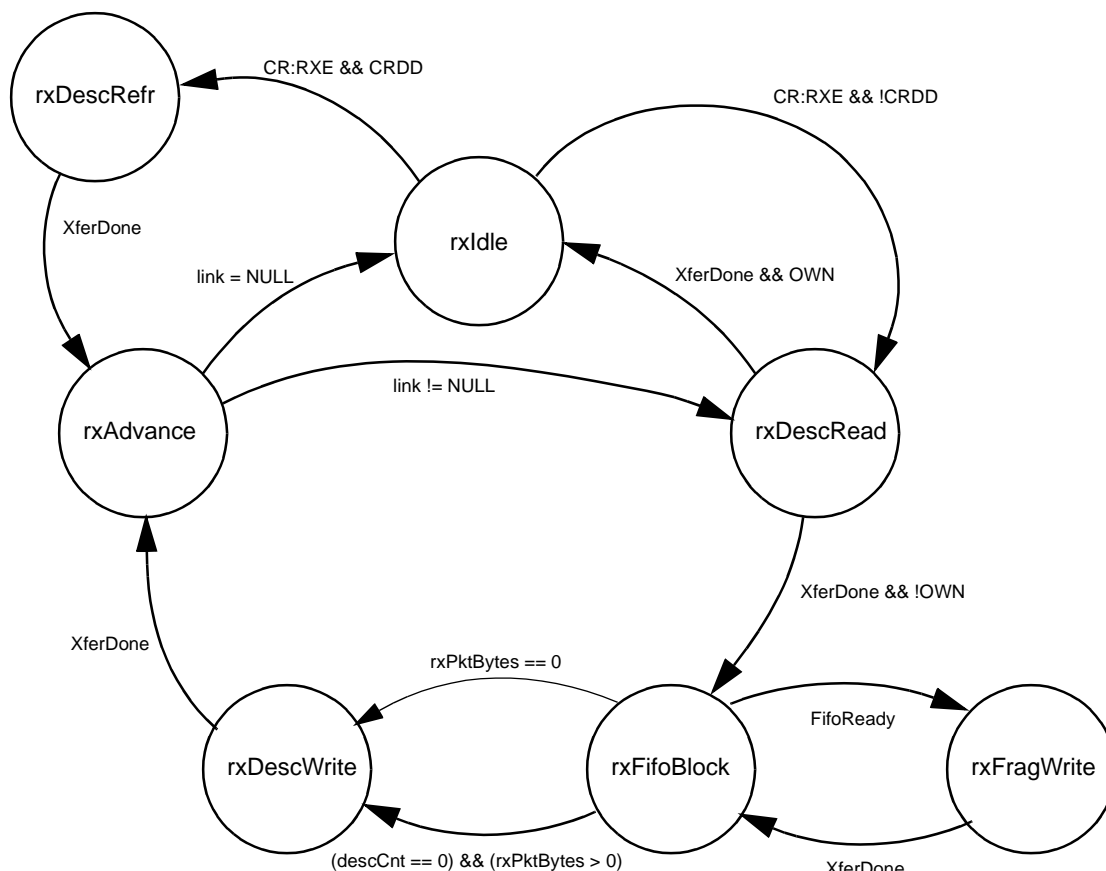 CR:RXE && CRDD
rxDescRefr
CR:RXE && !CRDD
XferDone
rxIdle
link = NULL
XferDone && OWN
link != NULL
rxAdvance
rxDescRead
XferDone && !OWN
XferDone
rxPktBytes == 0
FifoReady
rxDescWrite
rxFifoBlock
rxFragWrite
(descCnt == 0) && (rxPktBytes > 0)
XferDone